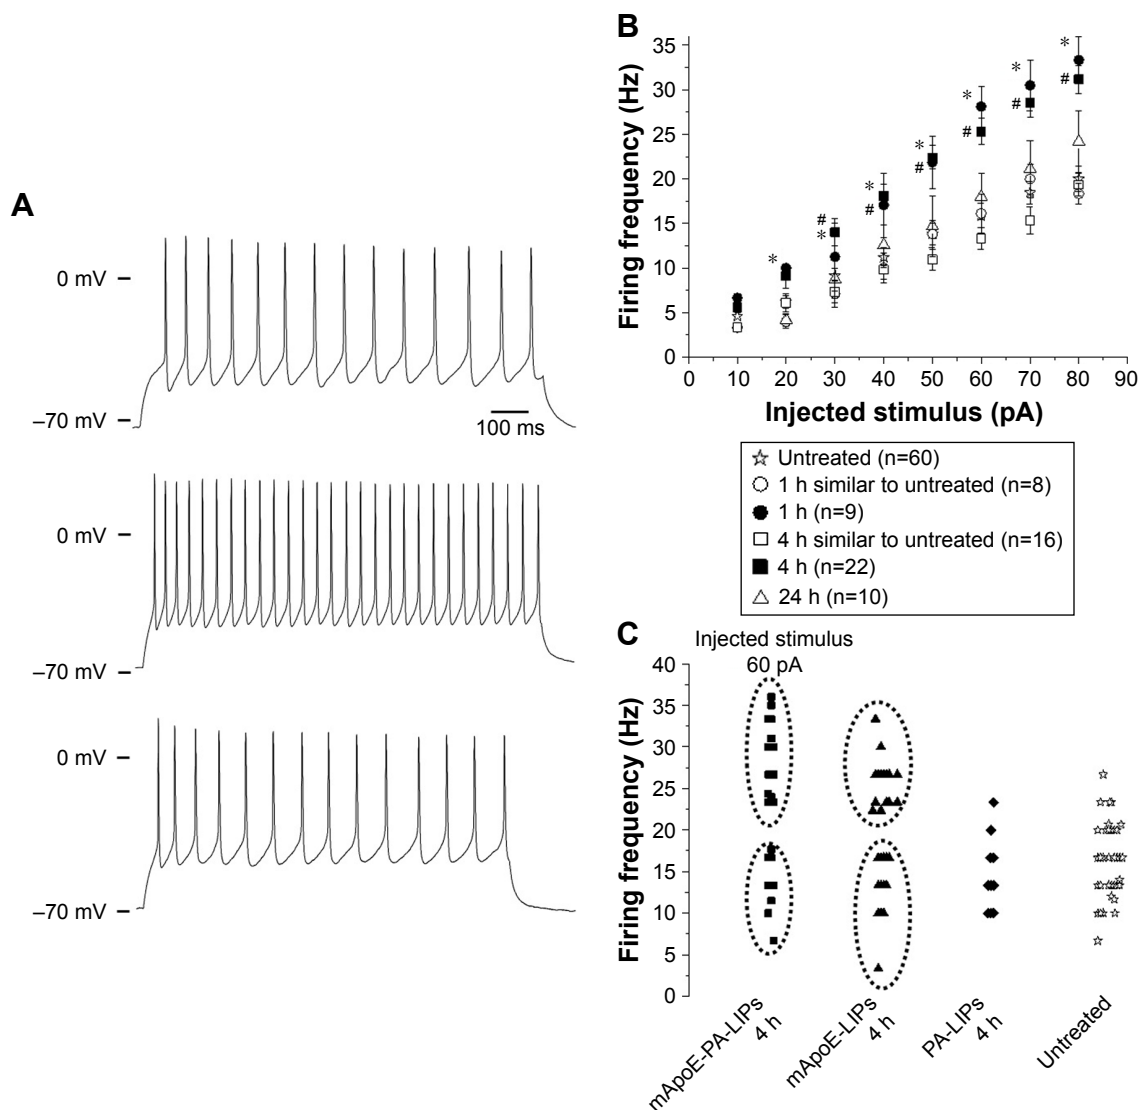 A
0 mV
–70 mV
100 ms
0 mV
–70 mV
0 mV
–70 mV
B
Firing frequency (Hz)
35
30
25
20
15
10
5
0
* * * * * * *
# # # # # #
0 10 20 30 40 50 60 70 80 90
Injected stimulus (pA)
Untreated (n=60)
1 h similar to untreated (n=8)
1 h (n=9)
4 h similar to untreated (n=16)
4 h (n=22)
24 h (n=10)
C
Injected stimulus
60 pA
Firing frequency (Hz)
40
35
30
25
20
15
10
5
0
mApoE-PA-LIPs
4 h
mApoE-LIPs
4 h
PA-LIPs
4 h
Untreated